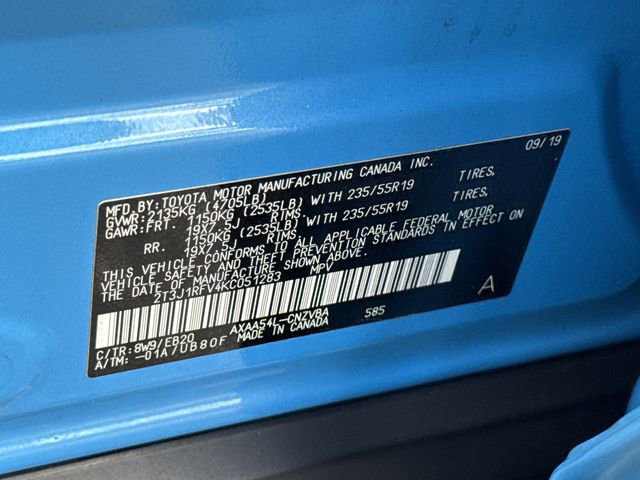 09/19
MFD.BY:TOYOTA MOTOR MANUFACTURING CANADA INC.
GVWR:2135KG (4705LB)
GAWR:FRT. 1150KG (2535LB) WITH 235/55R19 TIRES,
19X7.5J RIMS.
RR. 1150KG (2535LB) WITH 235/55R19 TIRES,
19X7.5J RIMS.
THIS VEHICLE CONFORMS TO ALL APPLICABLE FEDERAL MOTOR
VEHICLE SAFETY AND THEFT PREVENTION STANDARDS IN EFFECT ON
THE DATE OF MANUFACTURE SHOWN ABOVE.
2T3J1RFV4KC051283 MPV
A
C/TR:8W9/EB20 AXAA54L-CNZVBA 585
A/TM:-01A/UB80F MADE IN CANADA